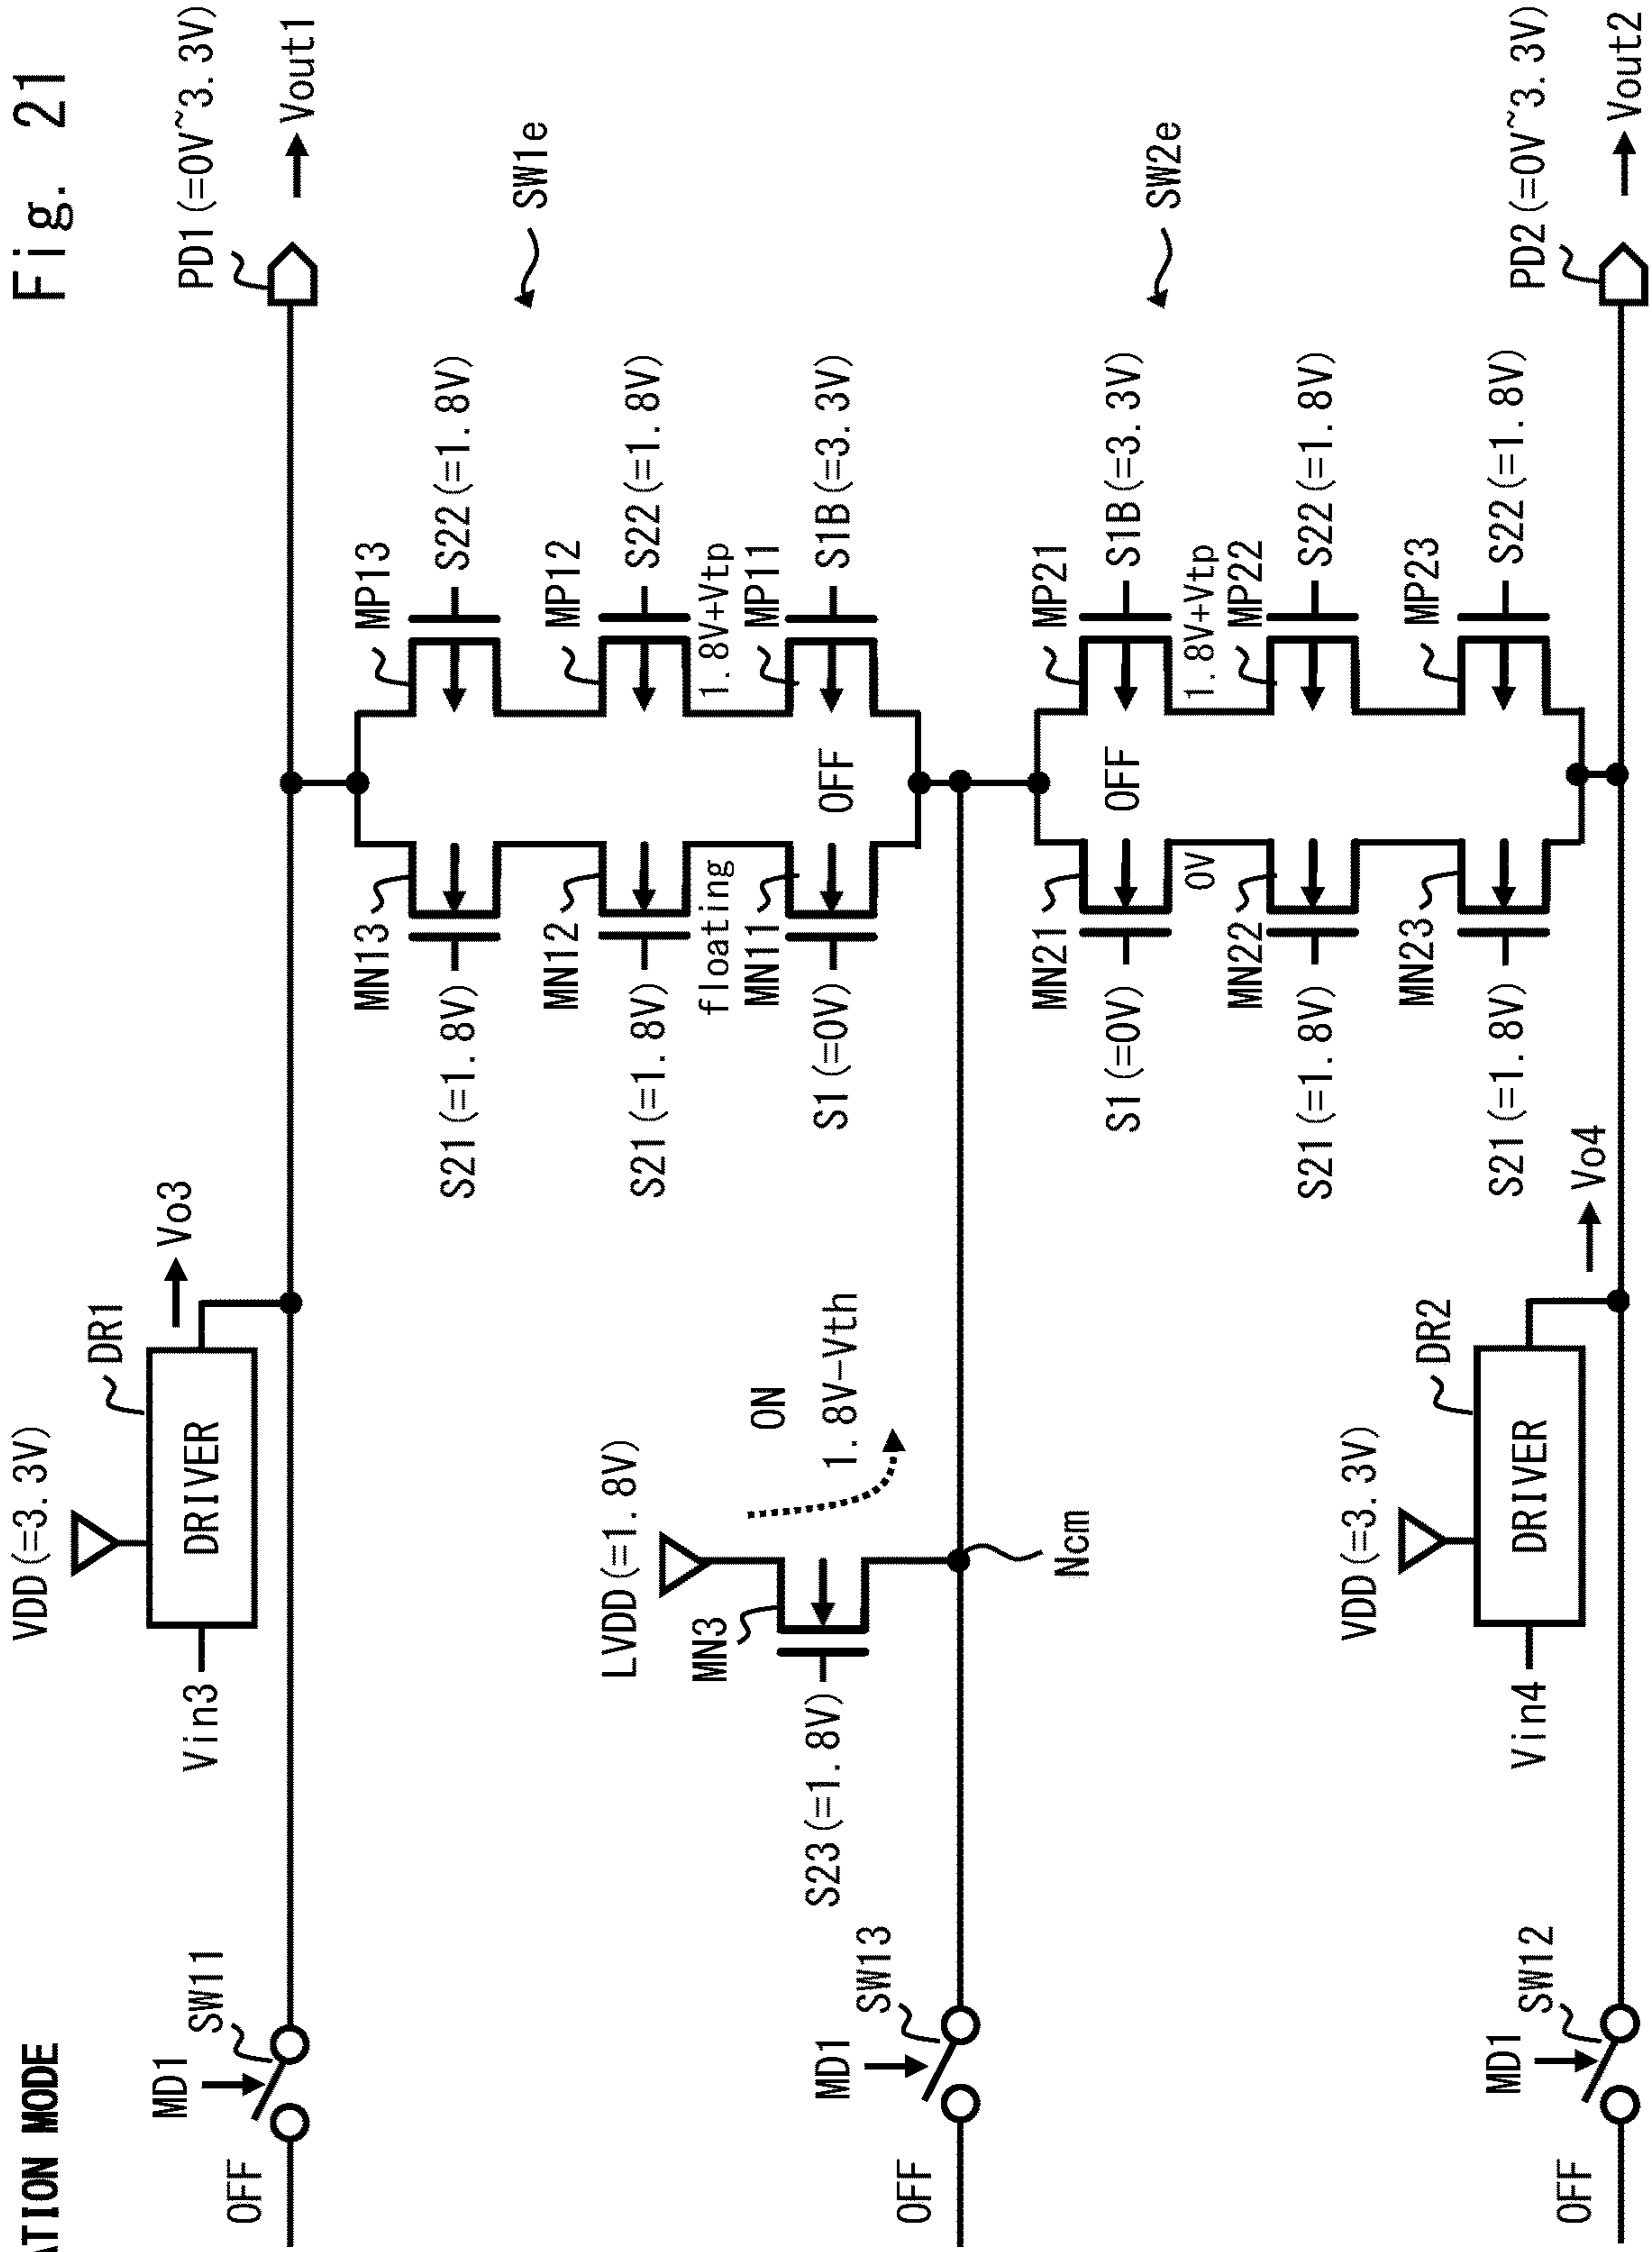 Fig. 21
ATION MODE
VDD(=3.3V)
DR1
DRIVER
Vin3
Vo3
PD1(=0V~3.3V)
Vout1
MD1
SW11
OFF
MN13
S21(=1.8V)
MP13
S22(=1.8V)
MN12
S21(=1.8V)
MP12
S22(=1.8V)
floating
1.8V+Vtp
MN11
S1(=0V)
OFF
MP11
S1B(=3.3V)
SW1e
LVDD(=1.8V)
MN3
ON
1.8V-Vth
S23(=1.8V)
MD1
SW13
OFF
Ncm
MN21
S1(=0V)
OFF
MP21
S1B(=3.3V)
SW2e
0V
1.8V+Vtp
MN22
S21(=1.8V)
MP22
S22(=1.8V)
MN23
S21(=1.8V)
MP23
S22(=1.8V)
VDD(=3.3V)
DR2
DRIVER
Vin4
Vo4
PD2(=0V~3.3V)
Vout2
MD1
SW12
OFF